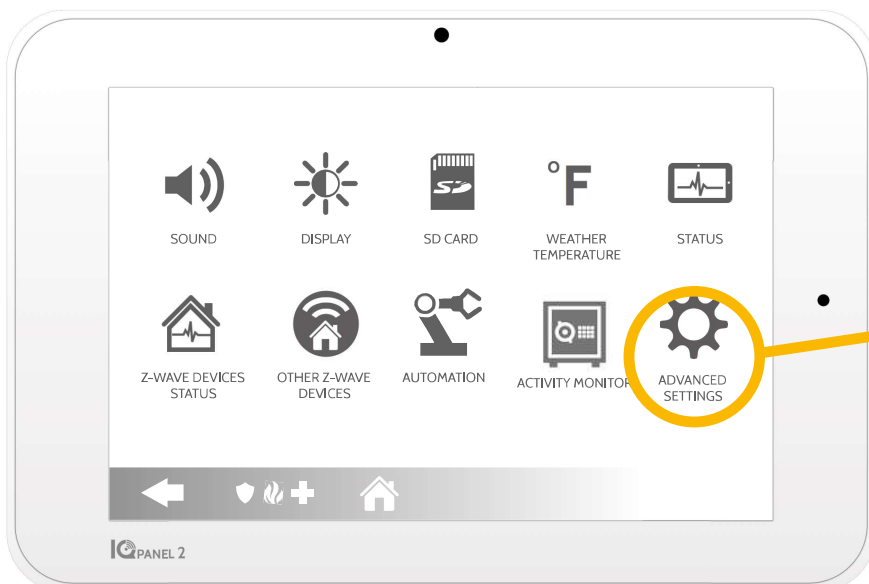 SD
°F
SOUND
DISPLAY
SD CARD
WEATHER
TEMPERATURE
STATUS
Z-WAVE DEVICES
STATUS
OTHER Z-WAVE
DEVICES
AUTOMATION
ACTIVITY MONITOR
ADVANCED
SETTINGS
IQ PANEL 2